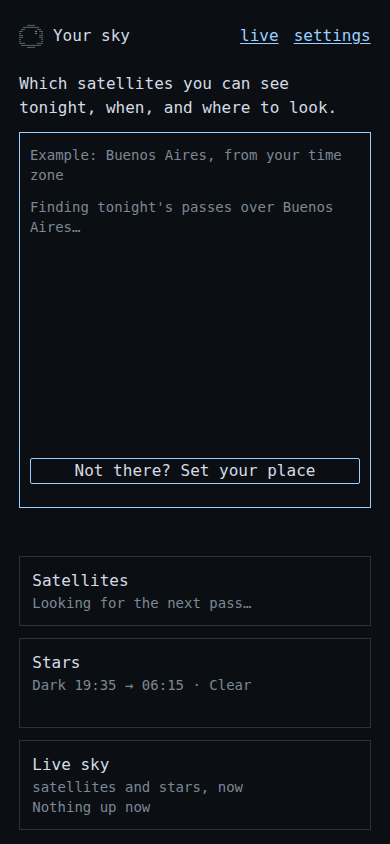 Your sky
live settings
Which satellites you can see
tonight, when, and where to look.
Example: Buenos Aires, from your time
zone
Finding tonight's passes over Buenos
Aires…
Not there? Set your place
Satellites
Looking for the next pass…
Stars
Dark 19:35 → 06:15 · Clear
Live sky
satellites and stars, now
Nothing up now